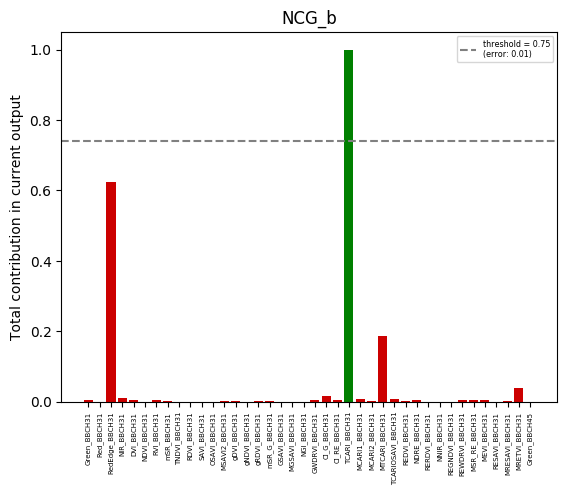 NCG_b
Total contribution in current output
1.0
0.8
0.6
0.4
0.2
0.0
threshold = 0.75
(error: 0.01)
Green_BBCH31
Red_BBCH31
RedEdge_BBCH31
NIR_BBCH31
DVI_BBCH31
NDVI_BBCH31
RVI_BBCH31
mSR_BBCH31
TNDVI_BBCH31
RDVI_BBCH31
SAVI_BBCH31
OSAVI_BBCH31
MSAVI2_BBCH31
gDVI_BBCH31
gNDVI_BBCH31
gRDVI_BBCH31
mSR_G_BBCH31
GSAVI_BBCH31
MGSAVI_BBCH31
NGI_BBCH31
GWDRVI_BBCH31
CI_G_BBCH31
CI_RE_BBCH31
TCARI_BBCH31
MCARI1_BBCH31
MCARI2_BBCH31
MTCARI_BBCH31
TCARIOSAVI_BBCH31
REDVI_BBCH31
NDRE_BBCH31
RERDVI_BBCH31
NNIR_BBCH31
REGNDVI_BBCH31
REWDRVI_BBCH31
MSR_RE_BBCH31
MEVI_BBCH31
RESAVI_BBCH31
MRESAVI_BBCH31
MRETVI_BBCH31
Green_BBCH45